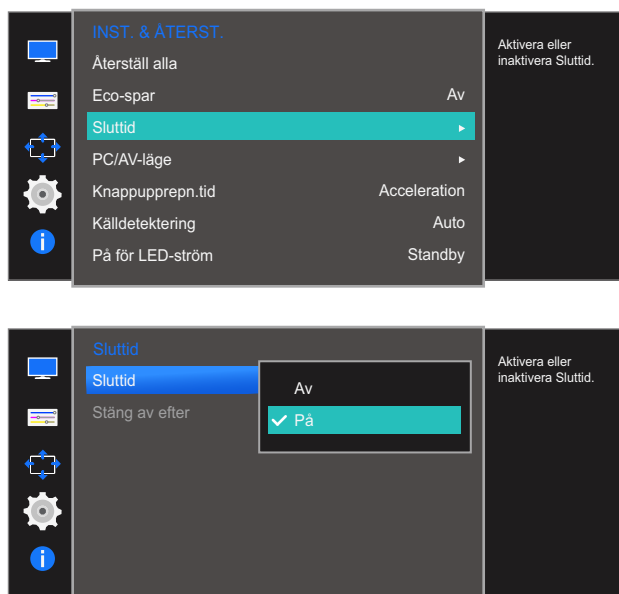 INST. & ÅTERST.
Återställ alla
Eco-spar Av
Sluttid
PC/AV-läge
Knappupprepn.tid Acceleration
Källdetektering Auto
På för LED-ström Standby
Aktivera eller
inaktivera Sluttid.
Sluttid
Sluttid
Stäng av efter
Av
På
Aktivera eller
inaktivera Sluttid.